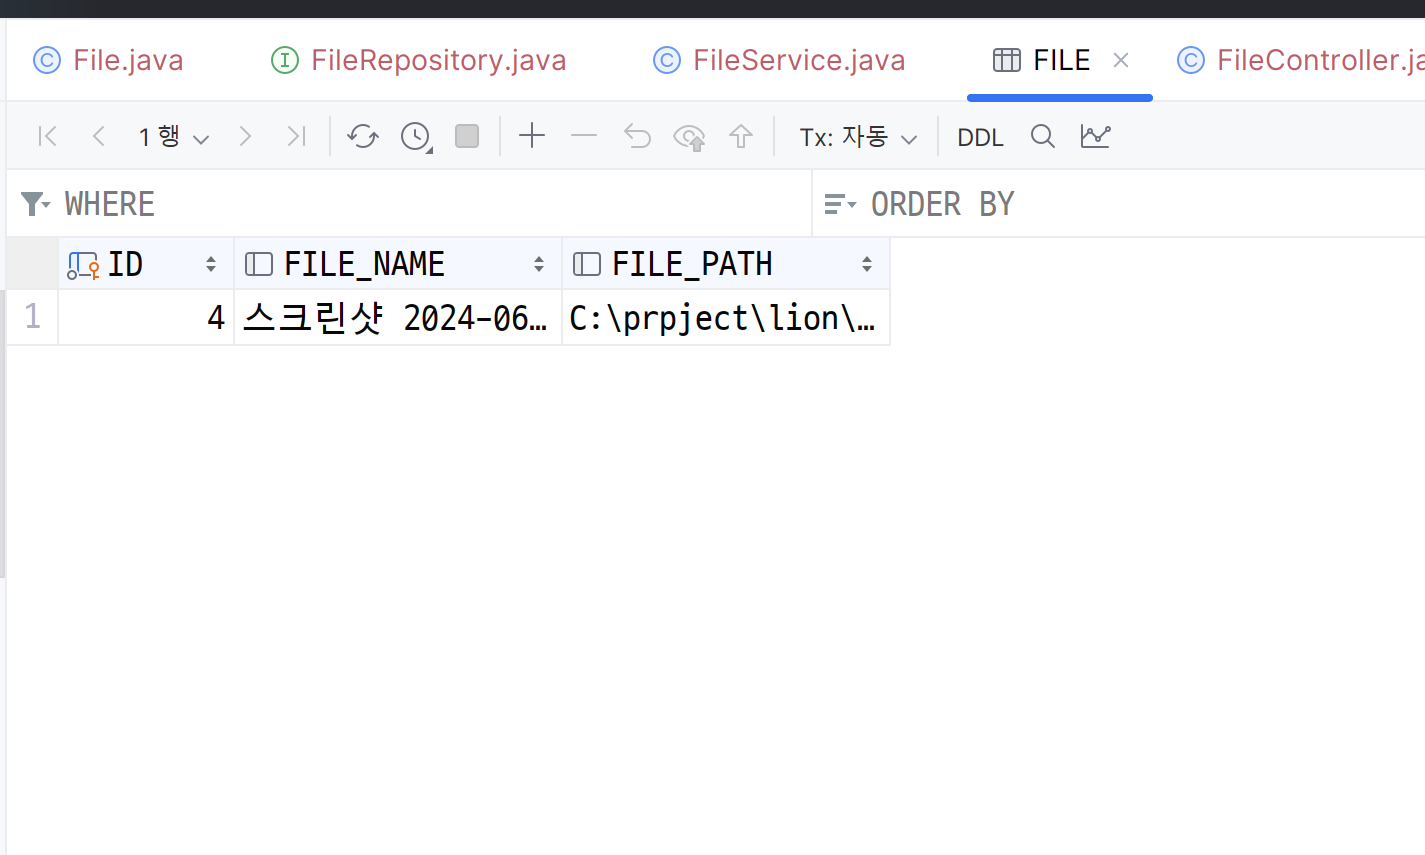 File.java FileRepository.java FileService.java FILE FileController.ja
1 행 Tx: 자동 DDL
WHERE ORDER BY
ID FILE_NAME FILE_PATH
1 4 스크린샷 2024-06… C:\prpject\lion\…